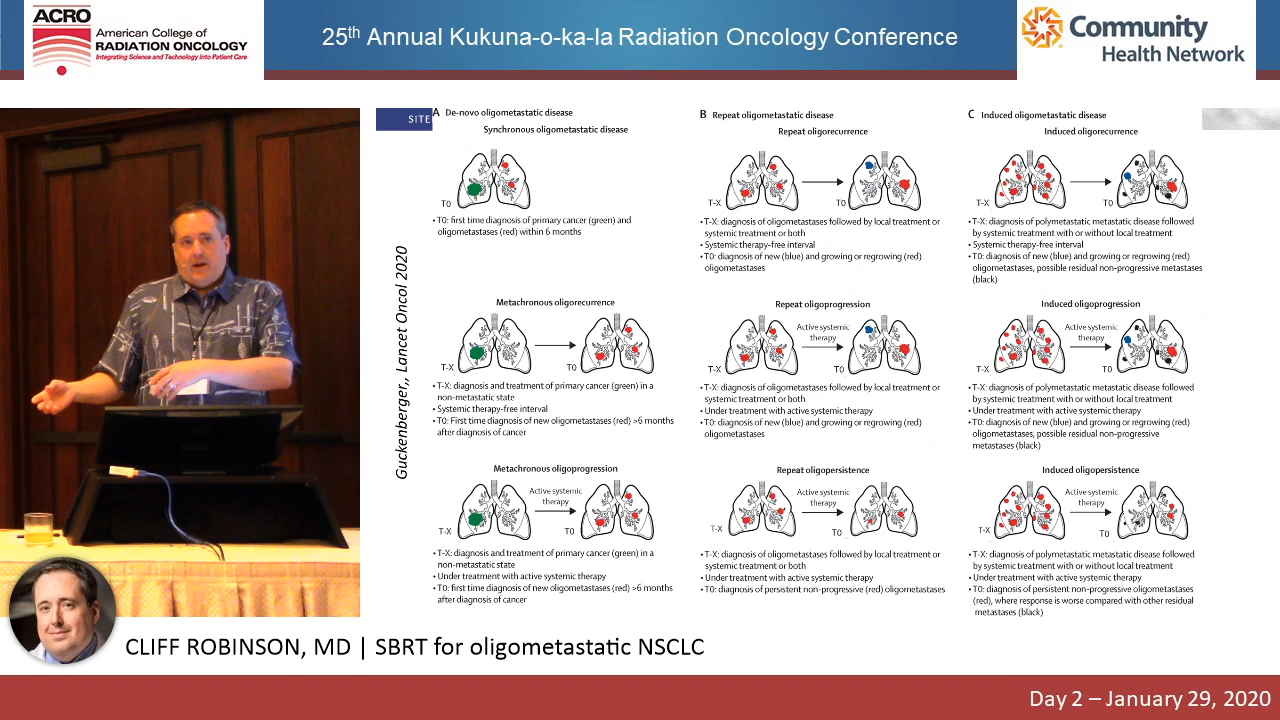 ACRO
American College of
RADIATION ONCOLOGY
Integrating Science and Technology Into Patient Care
25th Annual Kukuna-o-ka-la Radiation Oncology Conference
Community
Health Network
SITE
Guckenberger,, Lancet Oncol 2020
A De-novo oligometastatic disease
Synchronous oligometastatic disease
T0
• T0: first time diagnosis of primary cancer (green) and
oligometastases (red) within 6 months
Metachronous oligorecurrence
T-X
T0
• T-X: diagnosis and treatment of primary cancer (green) in a
non-metastatic state
• Systemic therapy-free interval
• T0: First time diagnosis of new oligometastases (red) >6 months
after diagnosis of cancer
Metachronous oligoprogression
Active systemic
therapy
T-X
T0
• T-X: diagnosis and treatment of primary cancer (green) in a
non-metastatic state
• Under treatment with active systemic therapy
• T0: first time diagnosis of new oligometastases (red) >6 months
after diagnosis of cancer
B Repeat oligometastatic disease
Repeat oligorecurrence
T-X
T0
• T-X: diagnosis of oligometastases followed by local treatment or
systemic treatment or both
• Systemic therapy-free interval
• T0: diagnosis of new (blue) and growing or regrowing (red)
oligometastases
Repeat oligoprogression
Active systemic
therapy
T-X
T0
• T-X: diagnosis of oligometastases followed by local treatment or
systemic treatment or both
• Under treatment with active systemic therapy
• T0: diagnosis of new (blue) and growing or regrowing (red)
oligometastases
Repeat oligopersistence
Active systemic
therapy
T-X
T0
• T-X: diagnosis of oligometastases followed by local treatment or
systemic treatment or both
• Under treatment with active systemic therapy
• T0: diagnosis of persistent non-progressive (red) oligometastases
C Induced oligometastatic disease
Induced oligorecurrence
T-X
T0
• T-X: diagnosis of polymetastatic metastatic disease followed
by systemic treatment with or without local treatment
• Systemic therapy-free interval
• T0: diagnosis of new (blue) and growing or regrowing (red)
oligometastases, possible residual non-progressive metastases
(black)
Induced oligoprogression
Active systemic
therapy
T-X
T0
• T-X: diagnosis of polymetastatic metastatic disease followed
by systemic treatment with or without local treatment
• Under treatment with active systemic therapy
• T0: diagnosis of new (blue) and growing or regrowing (red)
oligometastases, possible residual non-progressive
metastases (black)
Induced oligopersistence
Active systemic
therapy
T-X
T0
• T-X: diagnosis of polymetastatic metastatic disease followed
by systemic treatment with or without local treatment
• Under treatment with active systemic therapy
• T0: diagnosis of persistent non-progressive oligometastases
(red), where response is worse compared with other residual
metastases (black)
CLIFF ROBINSON, MD | SBRT for oligometastatic NSCLC
Day 2 – January 29, 2020